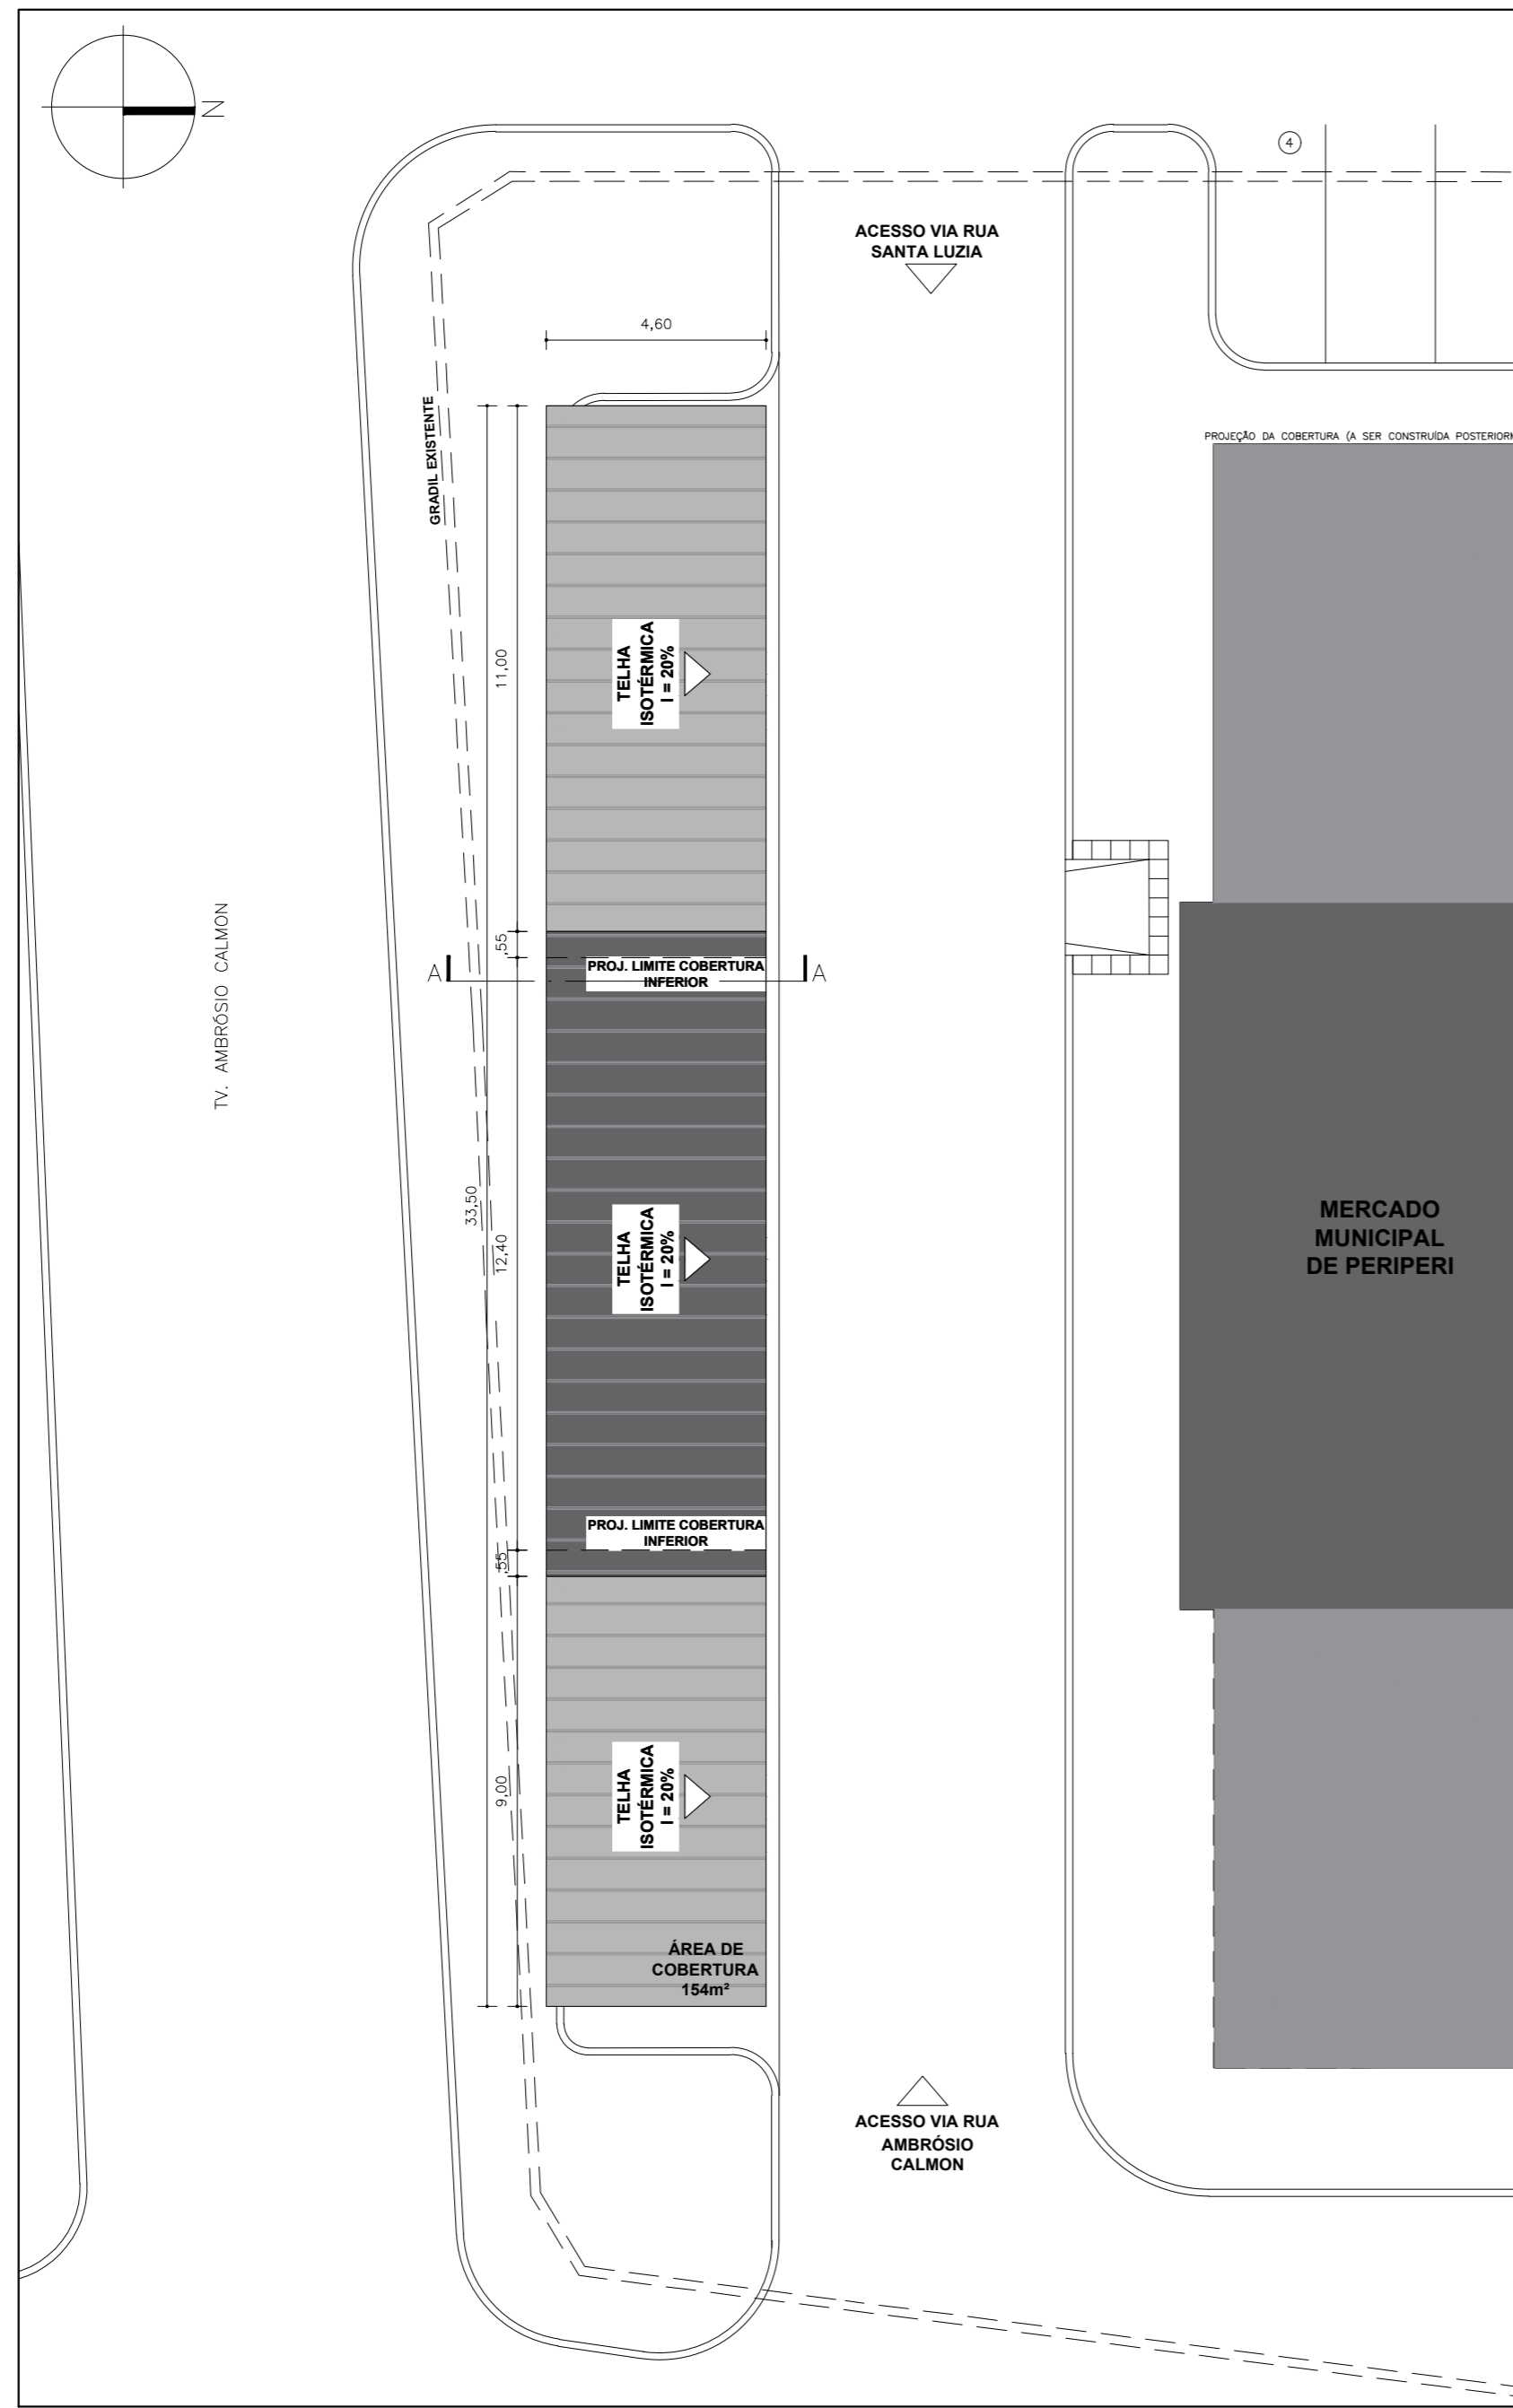 N
4
ACESSO VIA RUA
SANTA LUZIA
4,60
GRADIL EXISTENTE
PROJEÇÃO DA COBERTURA (A SER CONSTRUÍDA
11,00
TELHA
ISOTÉRMICA
I = 20%
,55
A
A
PROJ. LIMITE COBERTURA
INFERIOR
TV. AMBRÓSIO CALMON
33,50
12,40
TELHA
ISOTÉRMICA
I = 20%
MERCADO
MUNICIPAL
DE PERIPERI
PROJ. LIMITE COBERTURA
INFERIOR
,55
9,00
TELHA
ISOTÉRMICA
I = 20%
ÁREA DE
COBERTURA
154m²
ACESSO VIA RUA
AMBRÓSIO
CALMON